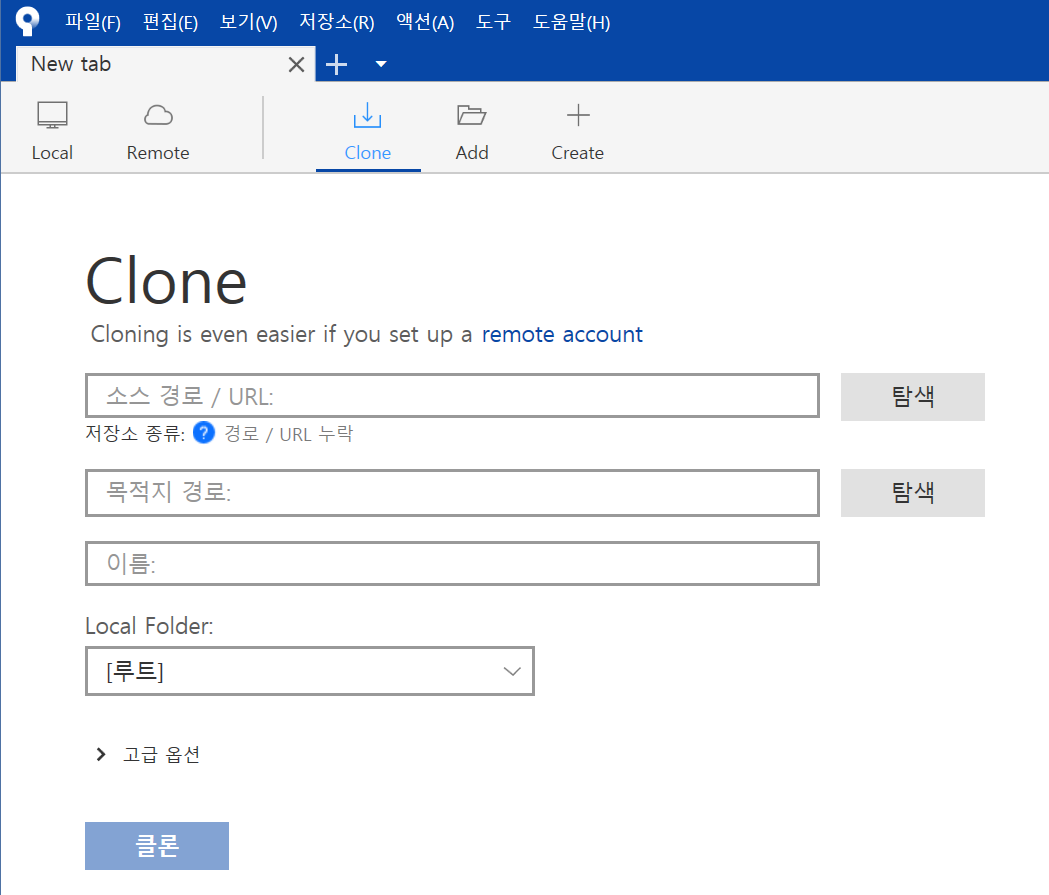 파일(F) 편집(E) 보기(V) 저장소(R) 액션(A) 도구 도움말(H)
New tab
Local Remote Clone Add Create
Clone
Cloning is even easier if you set up a remote account
소스 경로 / URL: 탐색
저장소 종류: ? 경로 / URL 누락
목적지 경로: 탐색
이름:
Local Folder:
[루트]
고급 옵션
클론